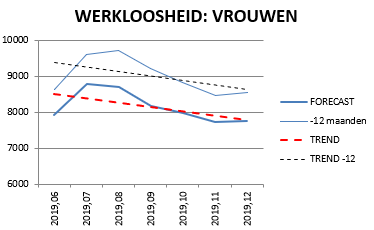 WERKLOOSHEID: VROUWEN
10000
9000
8000
7000
6000
2019,06
2019,07
2019,08
2019,09
2019,10
2019,11
2019,12
FORECAST
-12 maanden
TREND
TREND -12